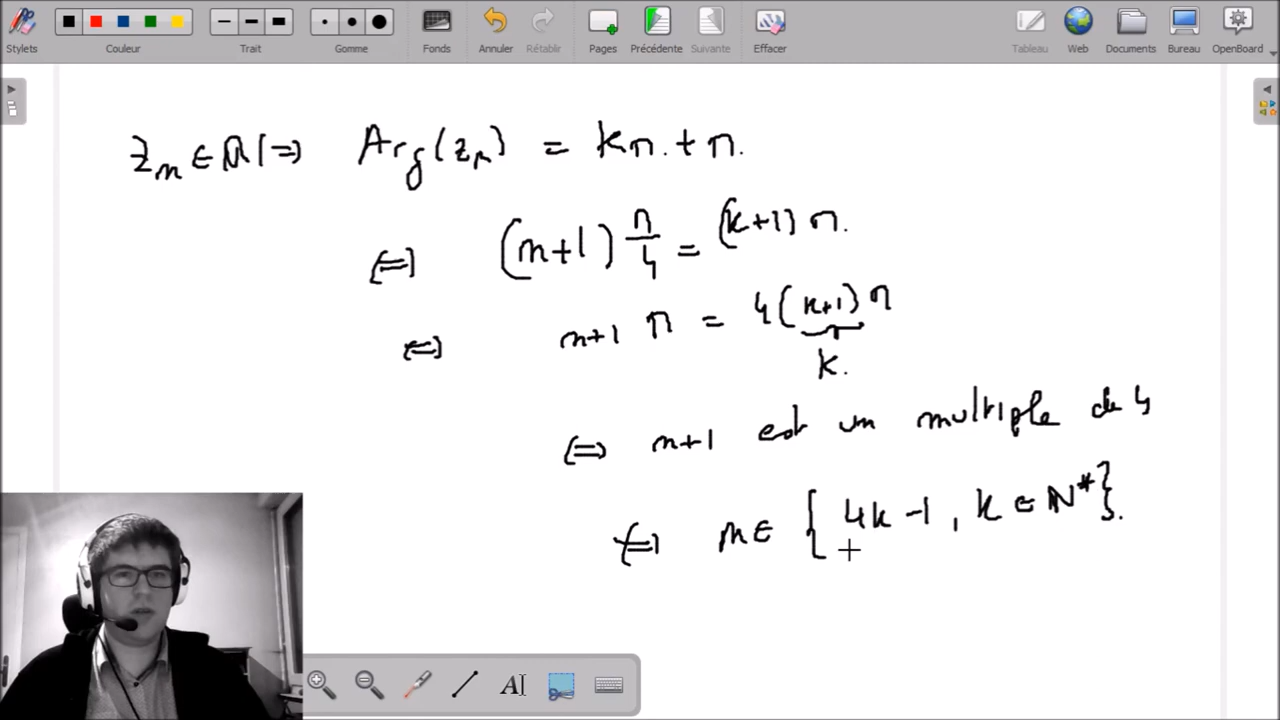 Stylets Couleur Trait Gomme Fonds Annuler Rétablir Pages Précédente Suivante Effacer Tableau Web Documents Bureau OpenBoard
z_n ∈ ℝ ⇔ Arg(z_n) = kπ + π.
⇔ (n+1) π/4 = (k+1) π.
⇔ n+1 π = 4(k+1) π
k.
⇔ n+1 est un multiple de 4
⇔ n ∈ { 4k -1 , k ∈ ℕ* }.